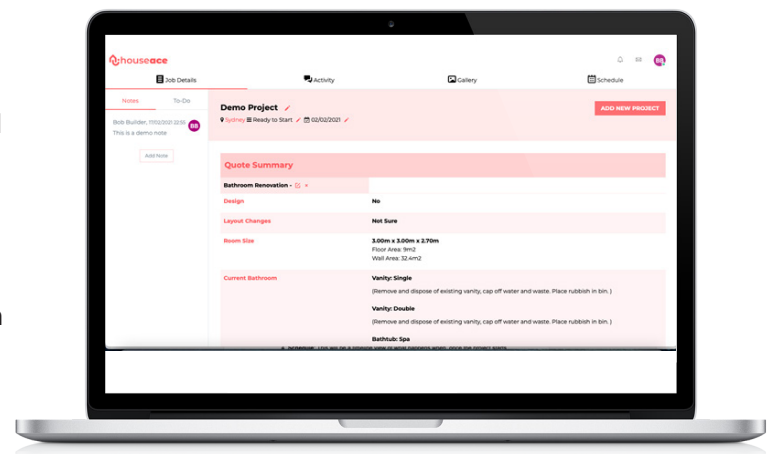 houseace
BB
BB
Job Details
Activity
Gallery
Schedule
Notes
To-Do
Bob Builder, 17/02/2021 22:55
BB
This is a demo note
Add Note
Demo Project
Sydney Ready to Start 02/02/2021
ADD NEW PROJECT
Quote Summary
Bathroom Renovation -
Design No
Layout Changes Not Sure
Room Size 3.00m x 3.00m x 2.70m
Floor Area: 9m2
Wall Area: 32.4m2
Current Bathroom Vanity: Single
(Remove and dispose of existing vanity, cap off water and waste. Place rubbish in bin. )
Vanity: Double
(Remove and dispose of existing vanity, cap off water and waste. Place rubbish in bin. )
Bathtub: Spa